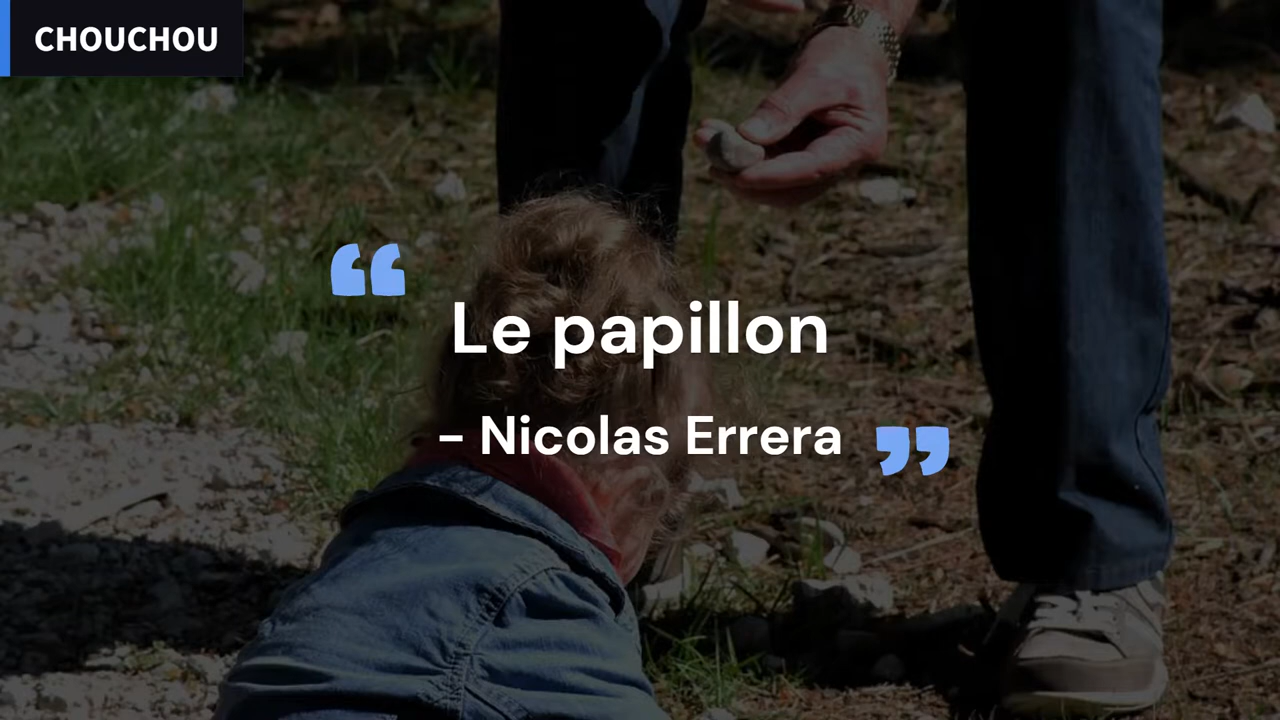 CHOUCHOU
“ Le papillon
– Nicolas Errera ”